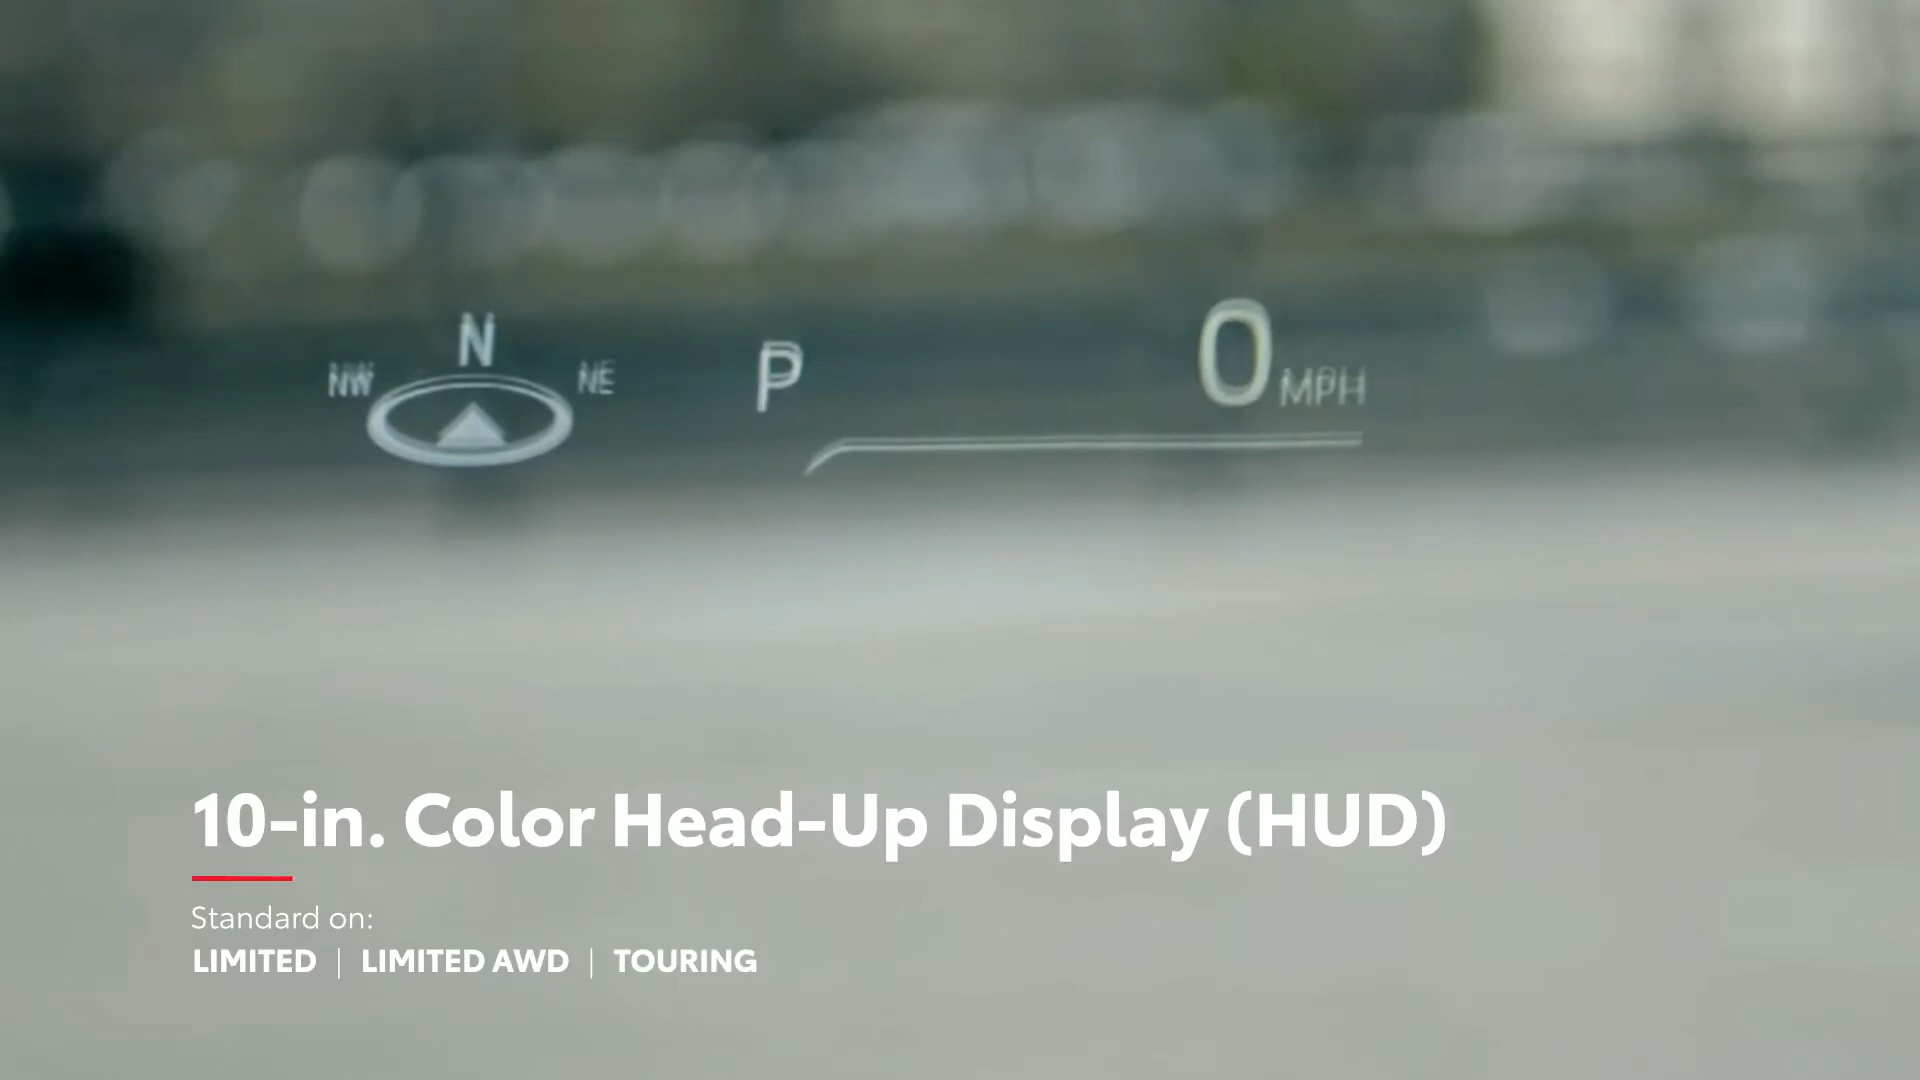 N
NW NE
P
0 MPH
10-in. Color Head-Up Display (HUD)
Standard on:
LIMITED | LIMITED AWD | TOURING